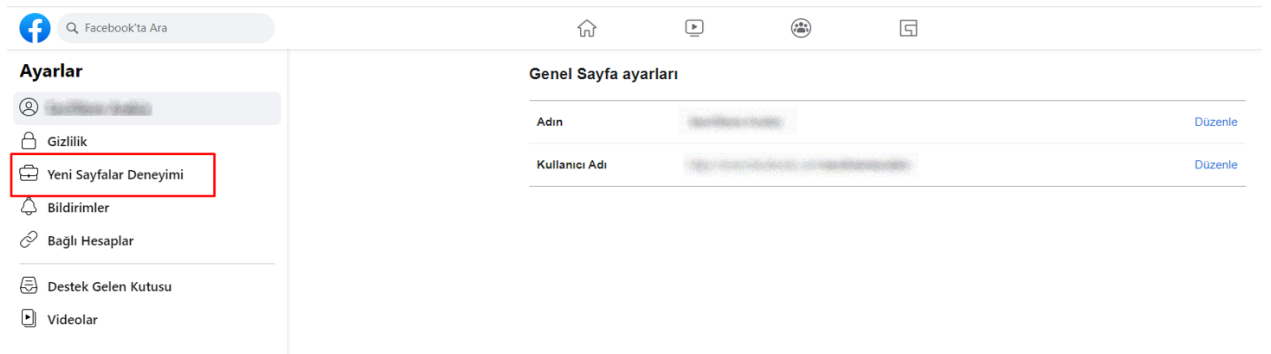 Facebook'ta Ara
Ayarlar
Gizlilik
Yeni Sayfalar Deneyimi
Bildirimler
Bağlı Hesaplar
Destek Gelen Kutusu
Videolar
Genel Sayfa ayarları
Adın Düzenle
Kullanıcı Adı Düzenle